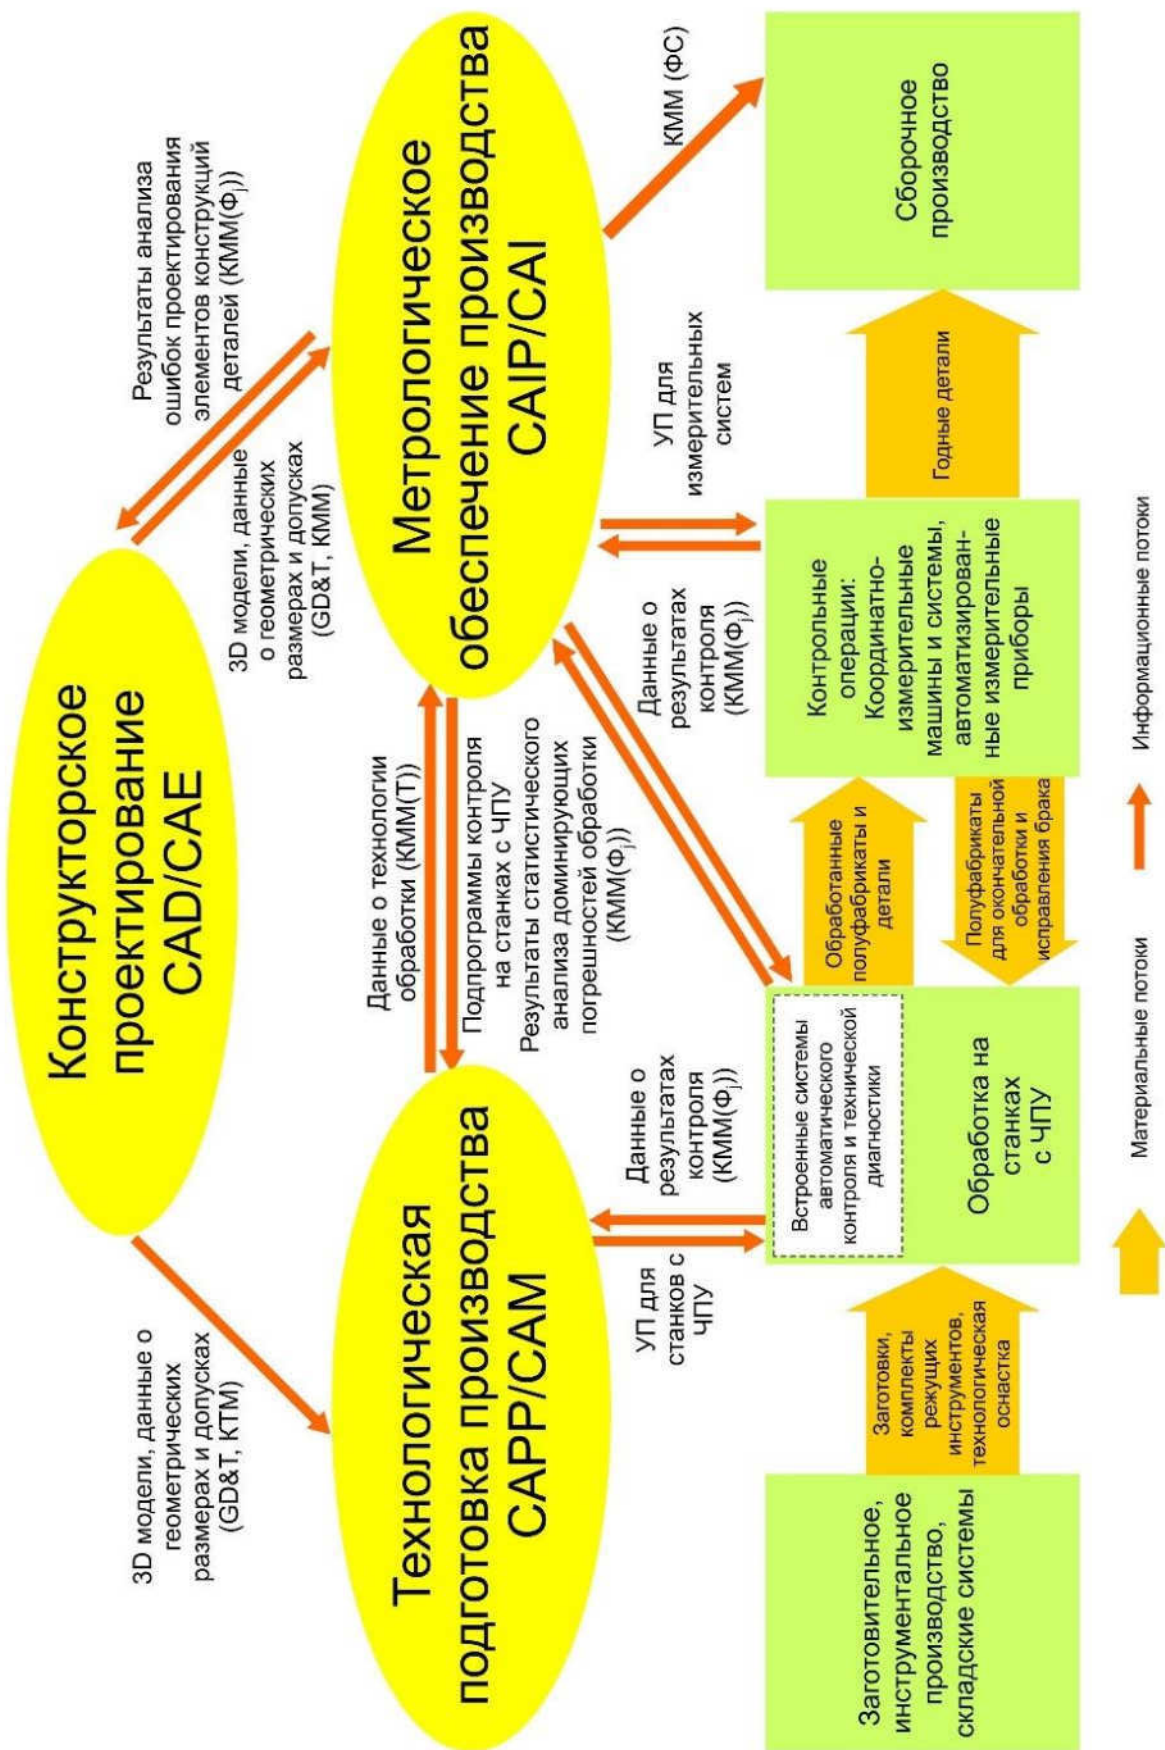 Конструкторское
проектирование
CAD/CAE
3D модели, данные о
геометрических
размерах и допусках
(GD&T, КТМ)
3D модели, данные
о геометрических
размерах и допусках
(GD&T, КММ)
Результаты анализа
ошибок проектирования
элементов конструкций
деталей (КММ(Фj))
Технологическая
подготовка производства
CAPP/CAM
Данные о технологии
обработки (КММ(Т))
Подпрограммы контроля
на станках с ЧПУ
Результаты статистического
анализа доминирующих
погрешностей обработки
(КММ(Фj))
Метрологическое
обеспечение производства
CAIP/CAI
УП для
станков с
ЧПУ
Данные о
результатах
контроля
(КММ(Фj))
Данные о
результатах
контроля
(КММ(Фj))
УП для
измерительных
систем
КММ (ФС)
Заготовительное,
инструментальное
производство,
складские системы
Заготовки,
комплекты
режущих
инструментов,
технологическая
оснастка
Встроенные системы
автоматического
контроля и технической
диагностики
Обработка на
станках
с ЧПУ
Обработанные
полуфабрикаты и
детали
Полуфабрикаты
для окончательной
обработки и
исправления брака
Контрольные
операции:
Координатно-
измерительные
машины и системы,
автоматизирован-
ные измерительные
приборы
Годные детали
Сборочное
производство
Материальные потоки
Информационные потоки